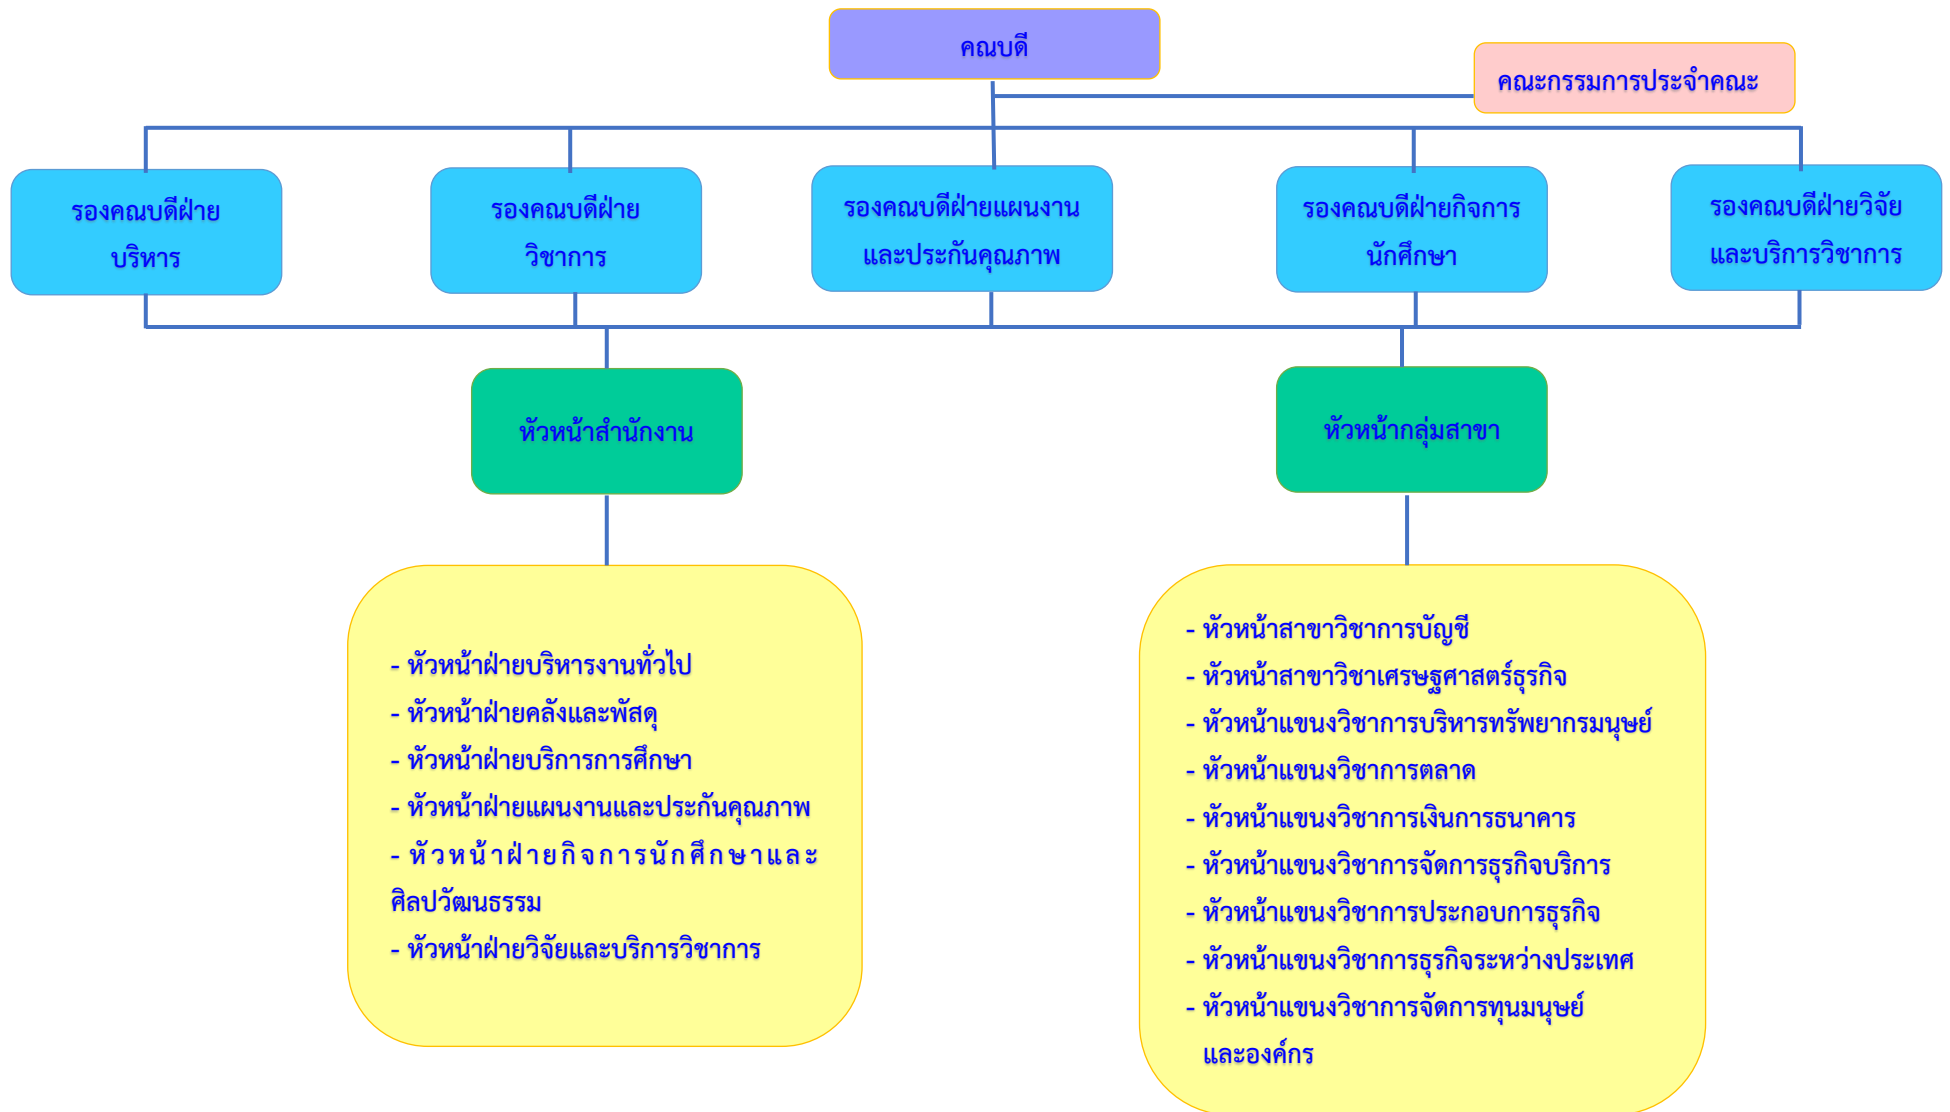 คณบดี
คณะกรรมการประจำคณะ
รองคณบดีฝ่าย
บริหาร
รองคณบดีฝ่าย
วิชาการ
รองคณบดีฝ่ายแผนงาน
และประกันคุณภาพ
รองคณบดีฝ่ายกิจการ
นักศึกษา
รองคณบดีฝ่ายวิจัย
และบริการวิชาการ
หัวหน้าสำนักงาน
หัวหน้ากลุ่มสาขา
- หัวหน้าฝ่ายบริหารงานทั่วไป
- หัวหน้าฝ่ายคลังและพัสดุ
- หัวหน้าฝ่ายบริการการศึกษา
- หัวหน้าฝ่ายแผนงานและประกันคุณภาพ
- หัวหน้าฝ่ายกิจการนักศึกษาและ
ศิลปวัฒนธรรม
- หัวหน้าฝ่ายวิจัยและบริการวิชาการ
- หัวหน้าสาขาวิชาการบัญชี
- หัวหน้าสาขาวิชาเศรษฐศาสตร์ธุรกิจ
- หัวหน้าแขนงวิชาการบริหารทรัพยากรมนุษย์
- หัวหน้าแขนงวิชาการตลาด
- หัวหน้าแขนงวิชาการเงินการธนาคาร
- หัวหน้าแขนงวิชาการจัดการธุรกิจบริการ
- หัวหน้าแขนงวิชาการประกอบการธุรกิจ
- หัวหน้าแขนงวิชาการธุรกิจระหว่างประเทศ
- หัวหน้าแขนงวิชาการจัดการทุนมนุษย์
และองค์กร